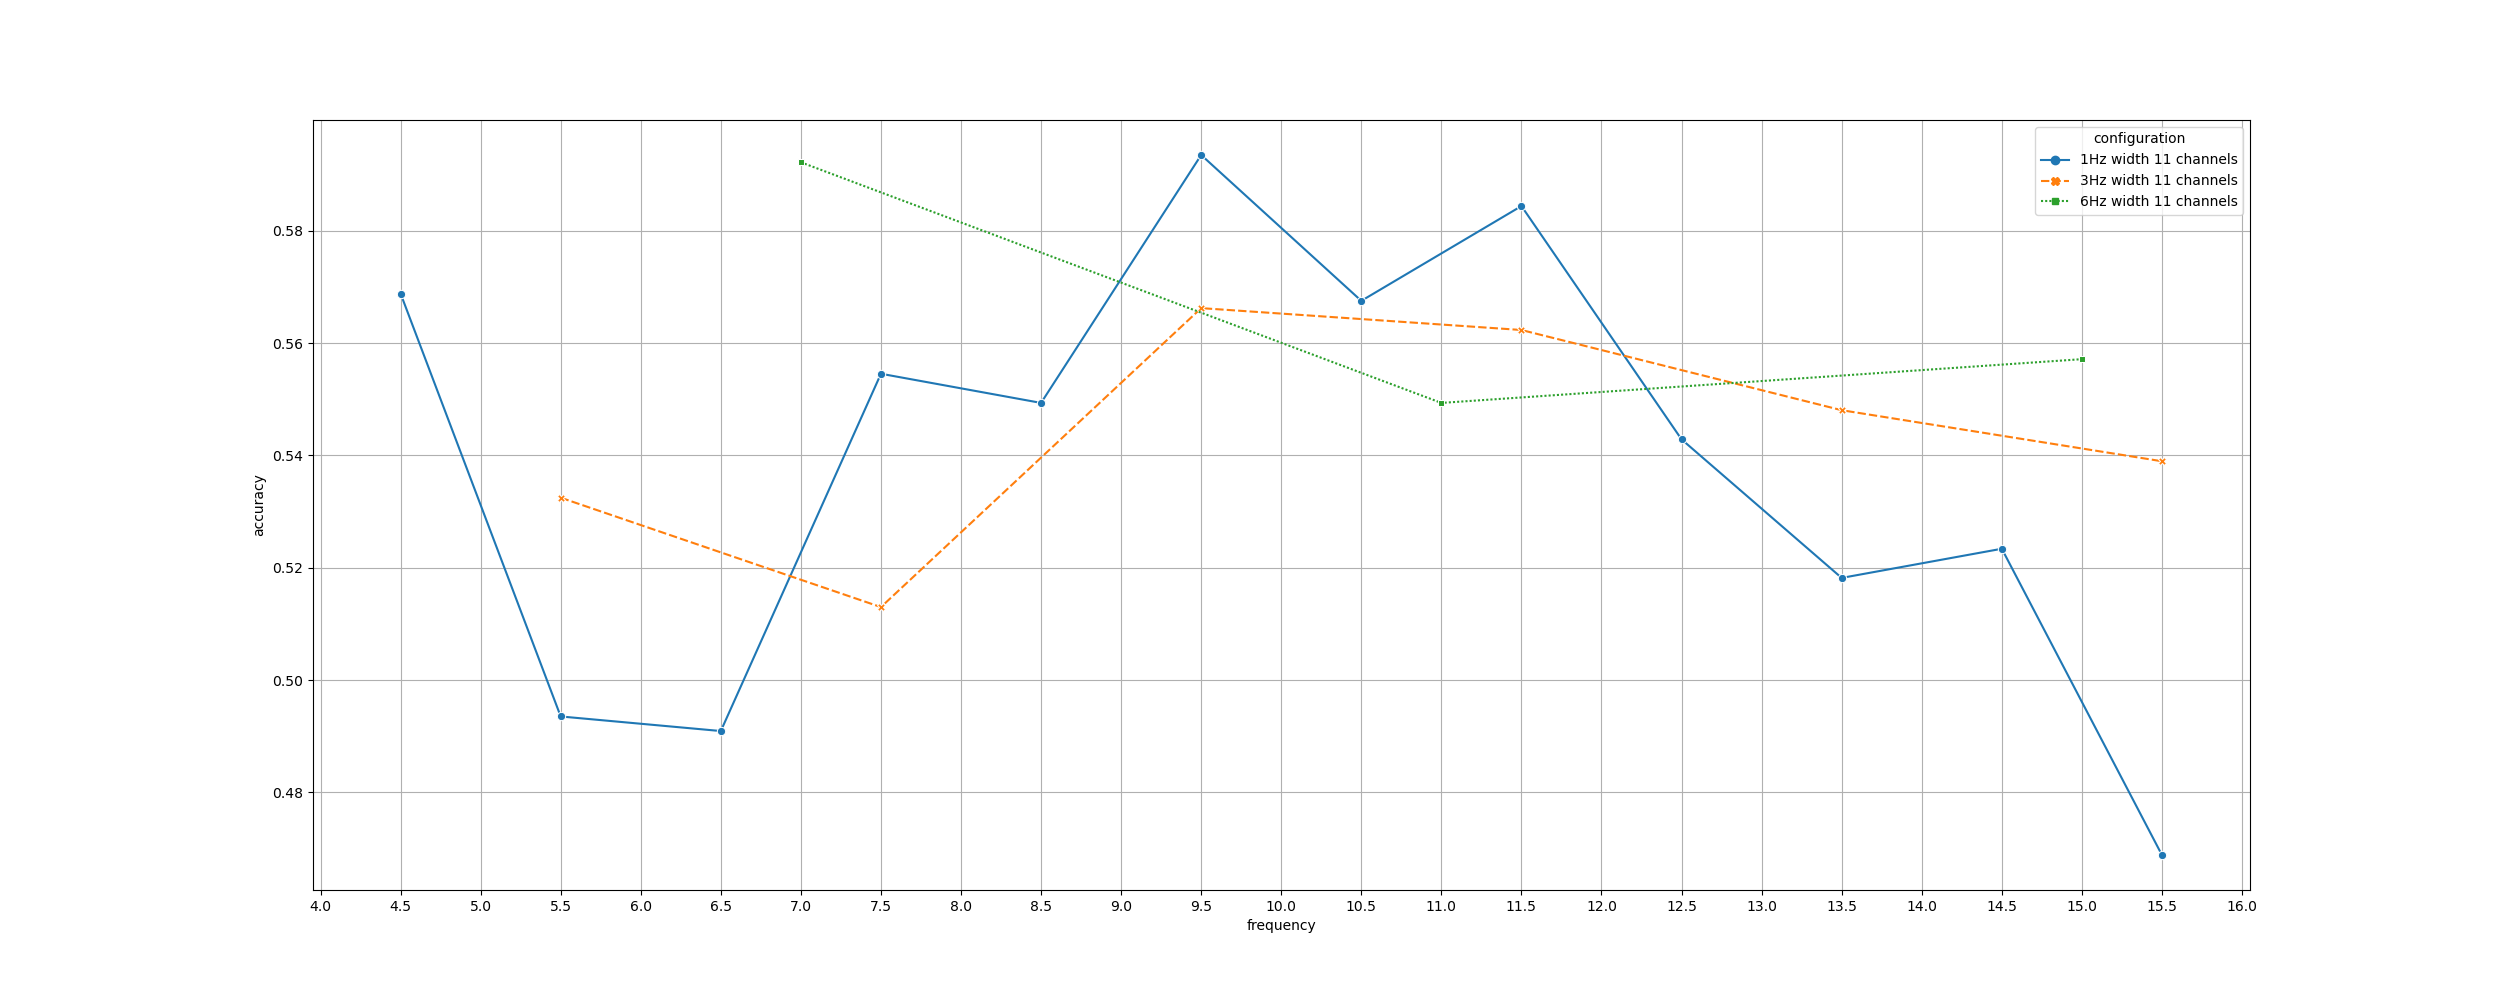 configuration
1Hz width 11 channels
3Hz width 11 channels
6Hz width 11 channels
0.58
0.56
0.54
0.52
0.50
0.48
accuracy
4.0 4.5 5.0 5.5 6.0 6.5 7.0 7.5 8.0 8.5 9.0 9.5 10.0 10.5 11.0 11.5 12.0 12.5 13.0 13.5 14.0 14.5 15.0 15.5 16.0
frequency